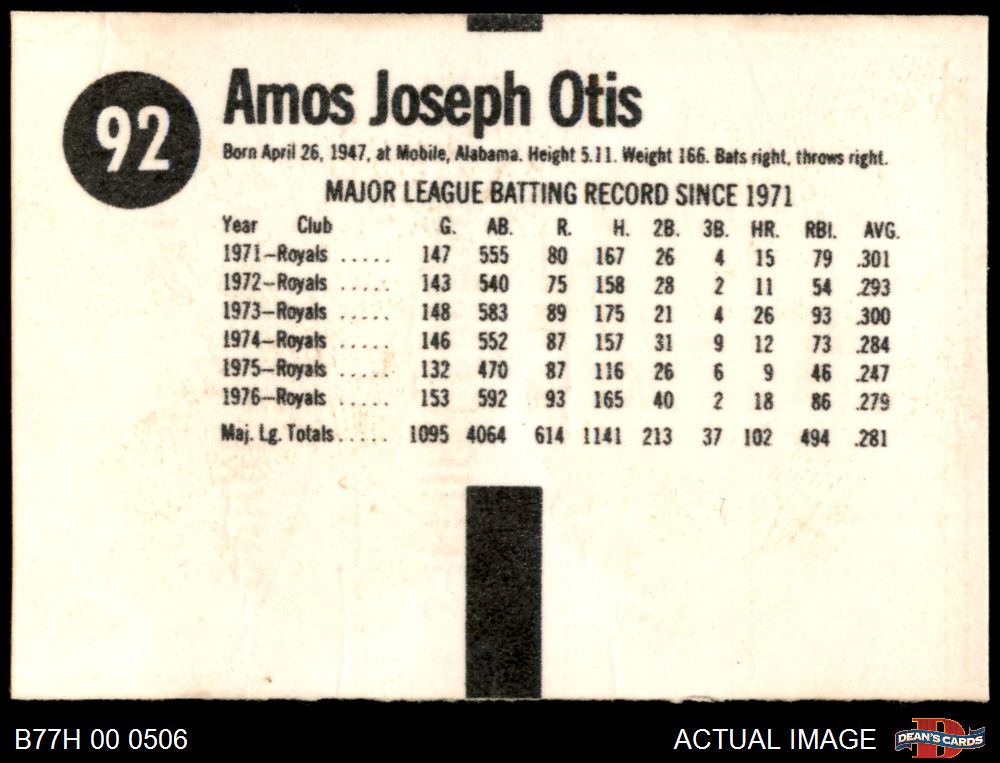 92
Amos Joseph Otis
Born April 26, 1947, at Mobile, Alabama. Height 5.11. Weight 166. Bats right, throws right.
MAJOR LEAGUE BATTING RECORD SINCE 1971
Year Club G. AB. R. H. 2B. 3B. HR. RBI. AVG.
1971–Royals ..... 147 555 80 167 26 4 15 79 .301
1972–Royals ..... 143 540 75 158 28 2 11 54 .293
1973–Royals ..... 148 583 89 175 21 4 26 93 .300
1974–Royals ..... 146 552 87 157 31 9 12 73 .284
1975–Royals ..... 132 470 87 116 26 6 9 46 .247
1976–Royals ..... 153 592 93 165 40 2 18 86 .279
Maj. Lg. Totals..... 1095 4064 614 1141 213 37 102 494 .281
B77H 00 0506
ACTUAL IMAGE
DEAN'S CARDS